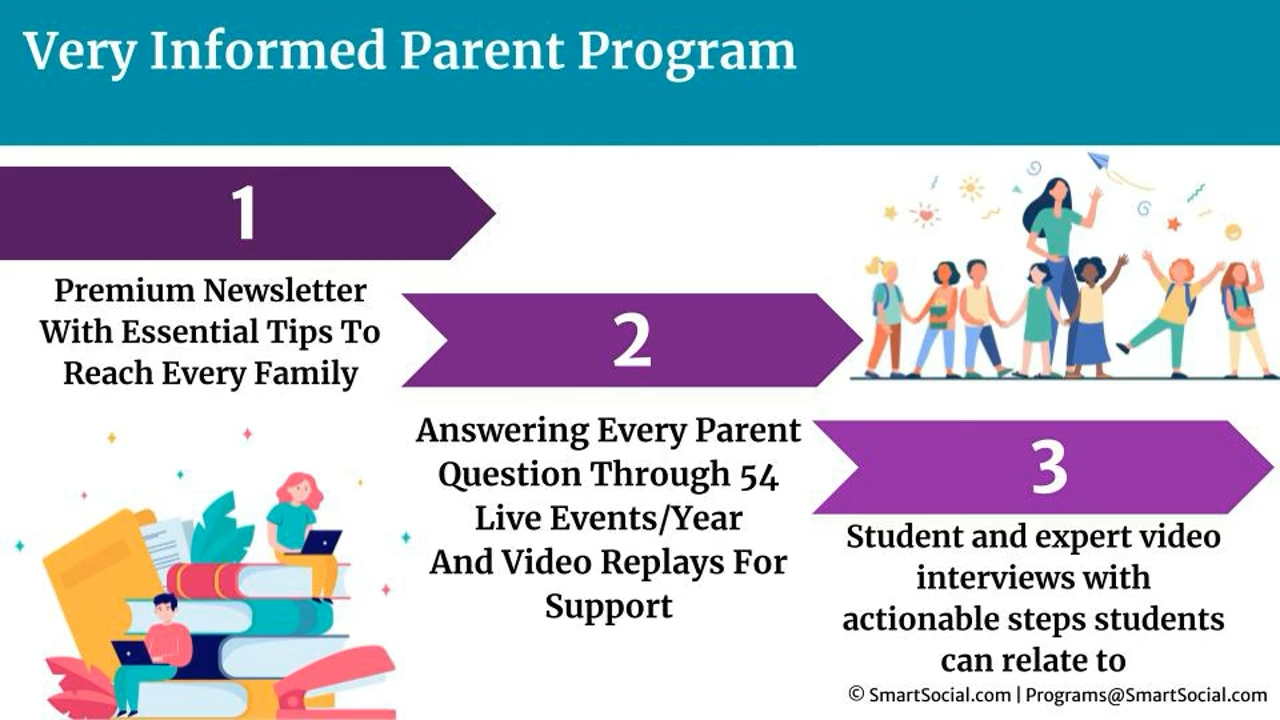 Very Informed Parent Program
1
Premium Newsletter
With Essential Tips To
Reach Every Family
2
Answering Every Parent
Question Through 54
Live Events/Year
And Video Replays For
Support
3
Student and expert video
interviews with
actionable steps students
can relate to
© SmartSocial.com | Programs@SmartSocial.com